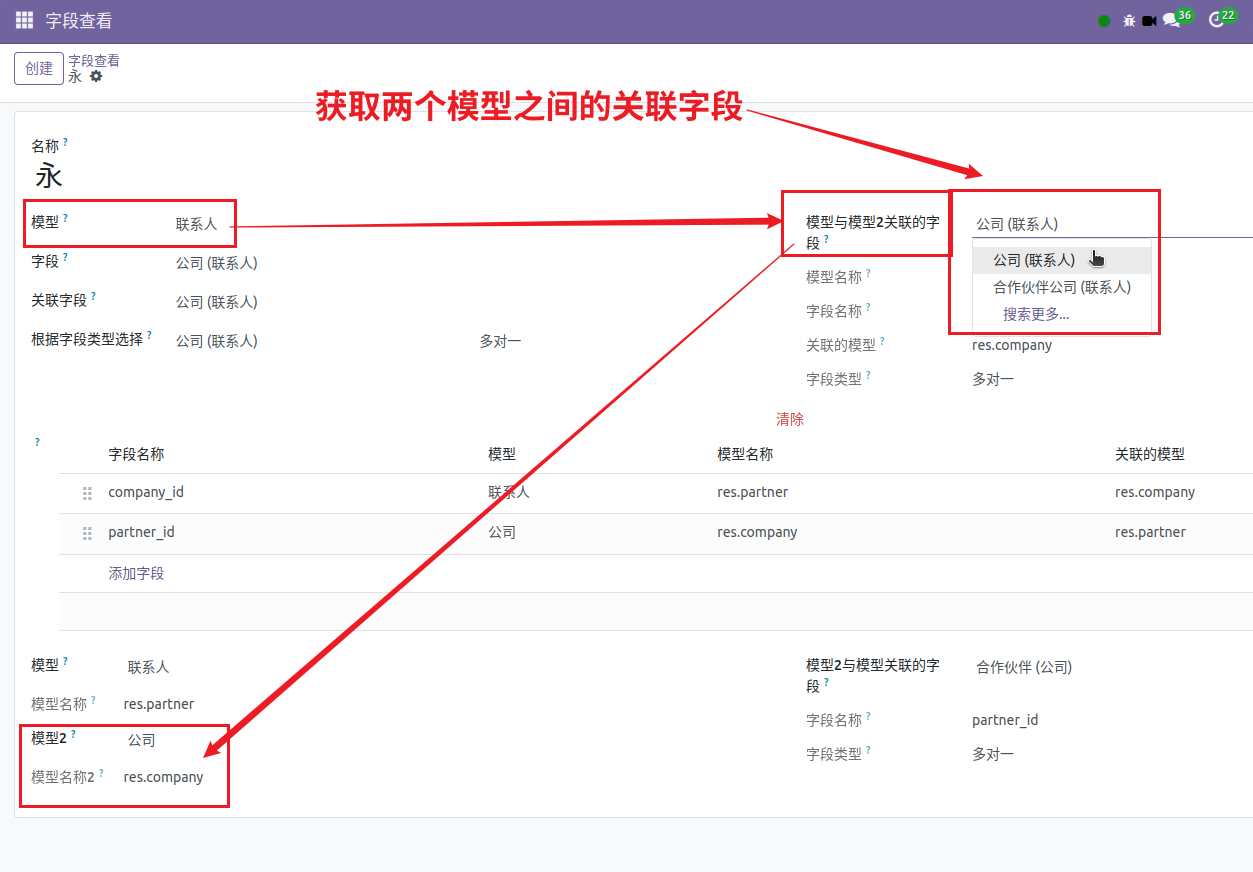 字段查看
36
22
创建
字段查看
永
获取两个模型之间的关联字段
名称 ?
永
模型 ?
联系人
字段 ?
公司 (联系人)
关联字段 ?
公司 (联系人)
根据字段类型选择 ?
公司 (联系人)
多对一
模型与模型2关联的字
段 ?
公司 (联系人)
公司 (联系人)
合作伙伴公司 (联系人)
搜索更多...
模型名称 ?
字段名称 ?
关联的模型 ?
res.company
字段类型 ?
多对一
清除
?
字段名称 模型 模型名称 关联的模型
company_id 联系人 res.partner res.company
partner_id 公司 res.company res.partner
添加字段
模型 ?
联系人
模型名称 ?
res.partner
模型2 ?
公司
模型名称2 ?
res.company
模型2与模型关联的字
段 ?
合作伙伴 (公司)
字段名称 ?
partner_id
字段类型 ?
多对一